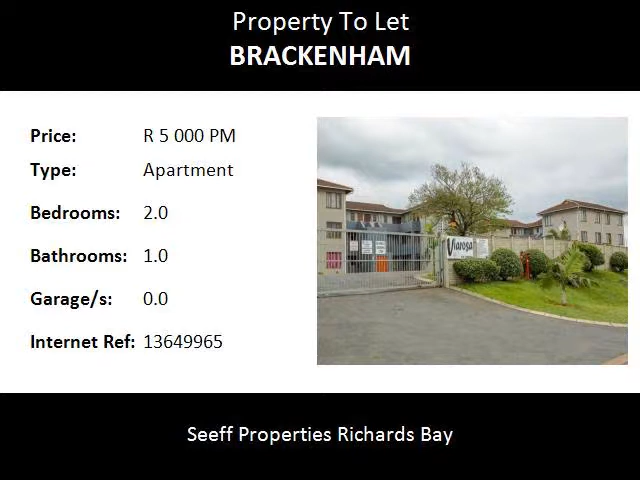 Property To Let
BRACKENHAM
Price: R 5 000 PM
Type: Apartment
Bedrooms: 2.0
Bathrooms: 1.0
Garage/s: 0.0
Internet Ref: 13649965
Viarosa
Seeff Properties Richards Bay